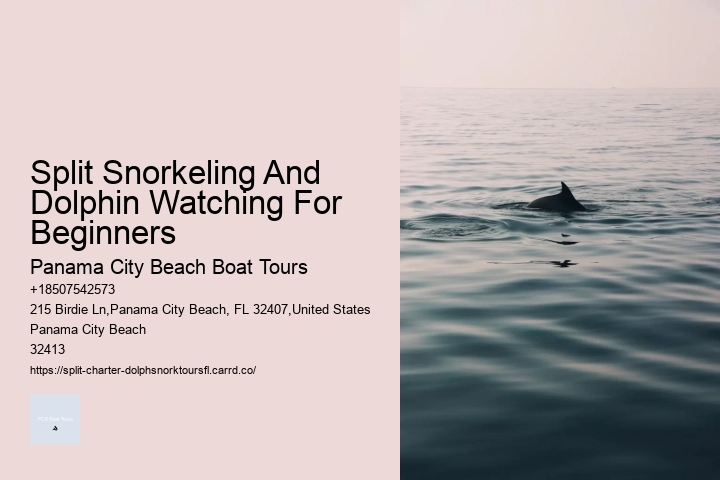 Split Snorkeling And
Dolphin Watching For
Beginners
Panama City Beach Boat Tours
+18507542573
215 Birdie Ln,Panama City Beach, FL 32407,United States
Panama City Beach
32413
https://split-charter-dolphsnorktoursfl.carrd.co/